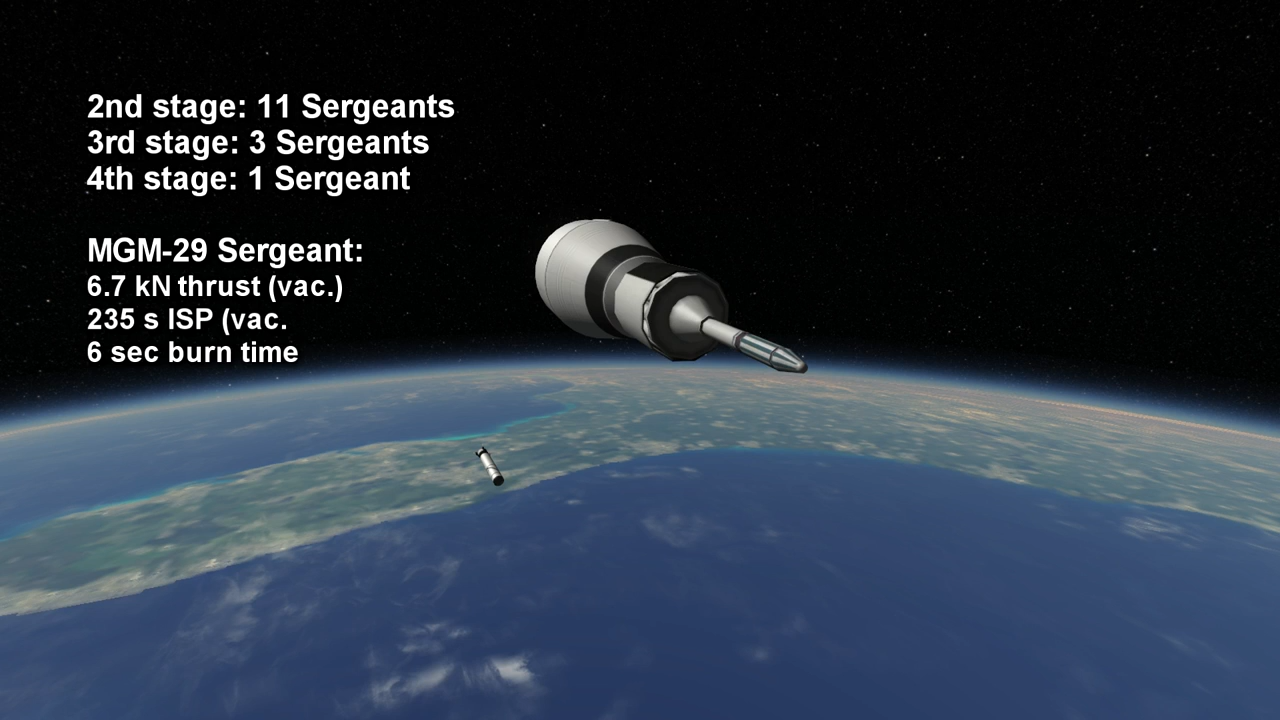 2nd stage: 11 Sergeants
3rd stage: 3 Sergeants
4th stage: 1 Sergeant
MGM-29 Sergeant:
6.7 kN thrust (vac.)
235 s ISP (vac.
6 sec burn time